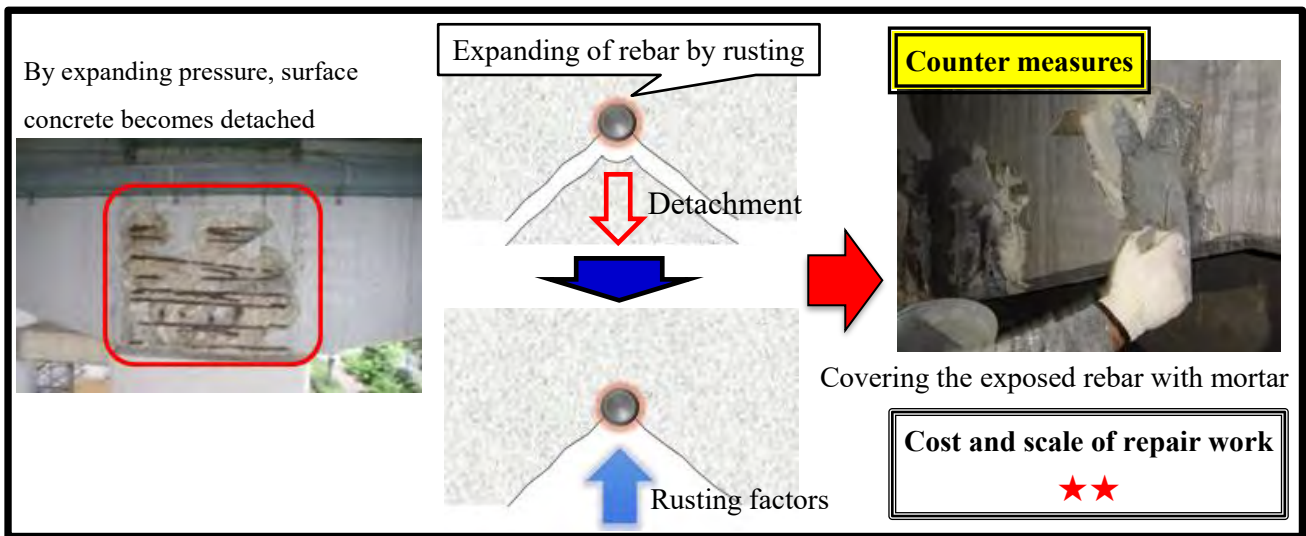 By expanding pressure, surface
concrete becomes detached
Expanding of rebar by rusting
Detachment
Rusting factors
Counter measures
Covering the exposed rebar with mortar
Cost and scale of repair work
★★